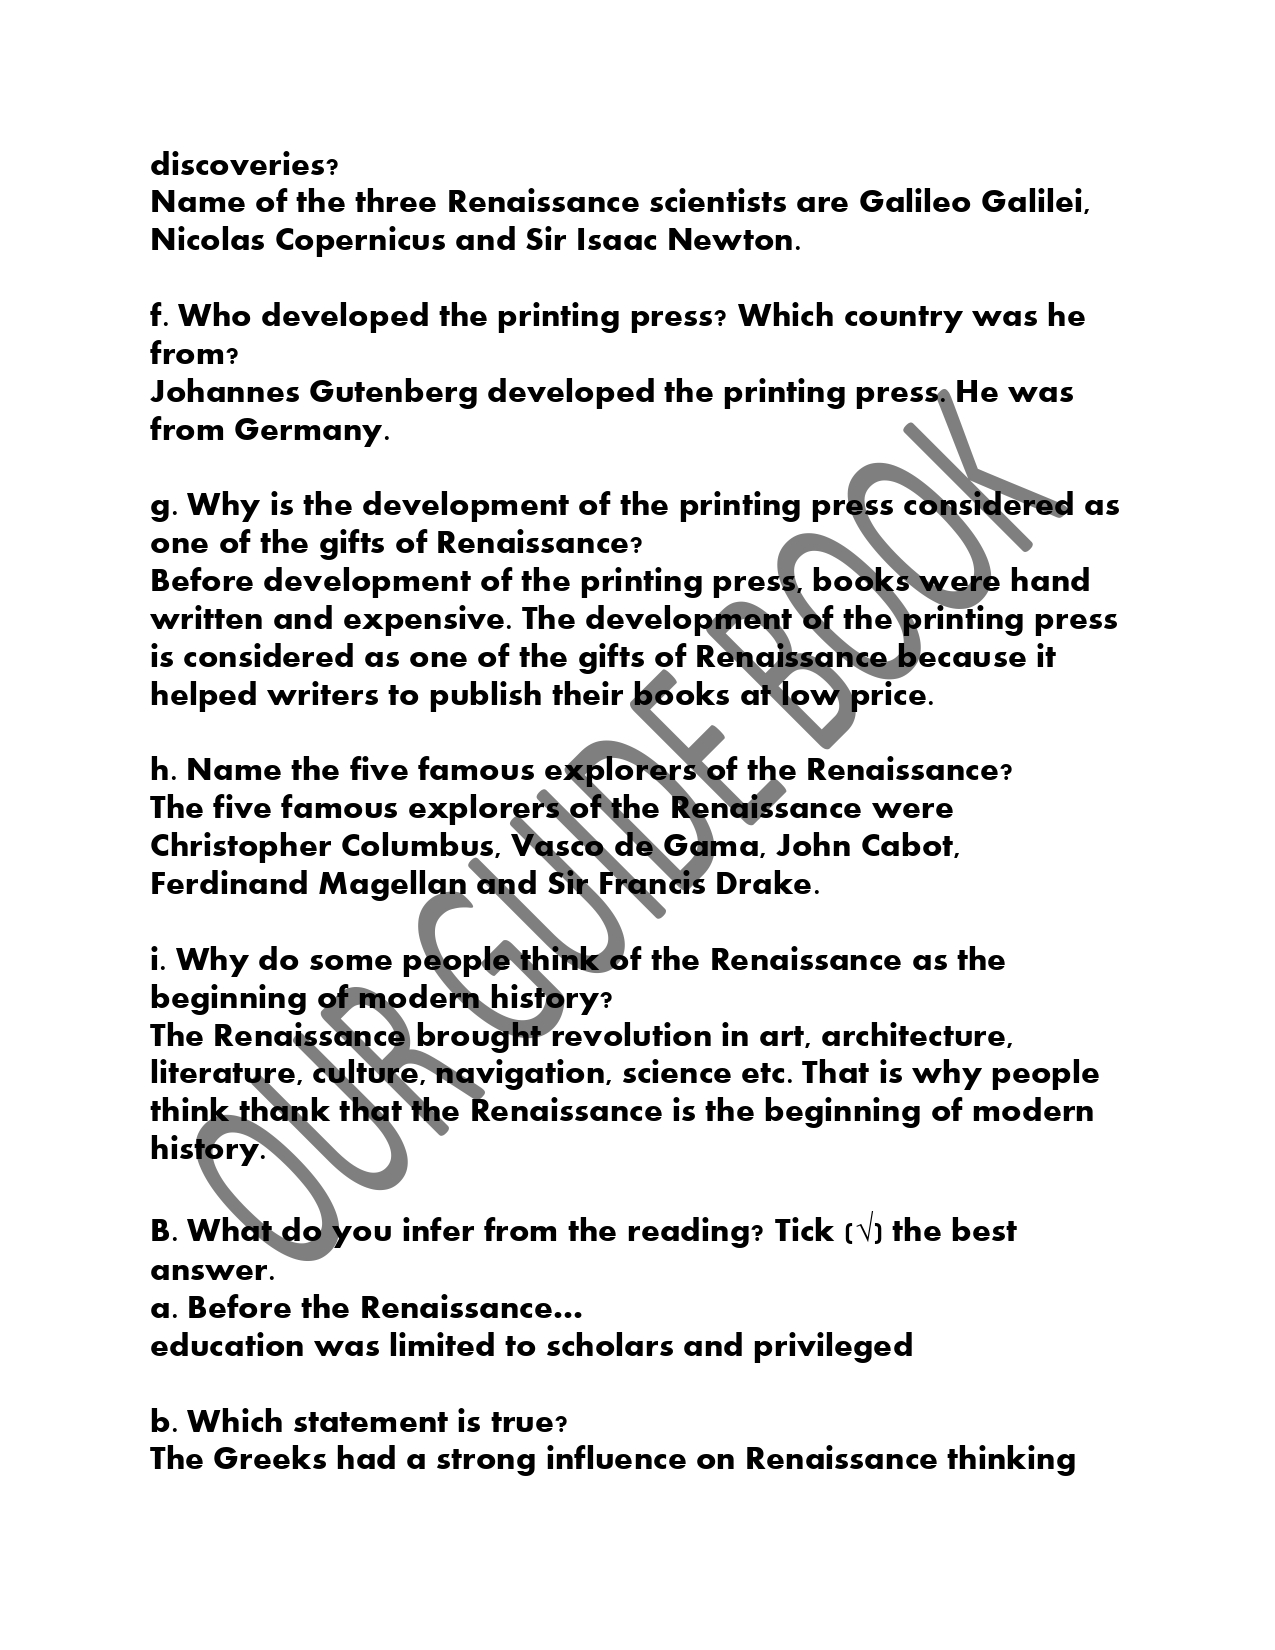 discoveries?
Name of the three Renaissance scientists are Galileo Galilei,
Nicolas Copernicus and Sir Isaac Newton.
f. Who developed the printing press? Which country was he
from?
Johannes Gutenberg developed the printing press. He was
from Germany.
g. Why is the development of the printing press considered as
one of the gifts of Renaissance?
Before development of the printing press, books were hand
written and expensive. The development of the printing press
is considered as one of the gifts of Renaissance because it
helped writers to publish their books at low price.
h. Name the five famous explorers of the Renaissance?
The five famous explorers of the Renaissance were
Christopher Columbus, Vasco de Gama, John Cabot,
Ferdinand Magellan and Sir Francis Drake.
i. Why do some people think of the Renaissance as the
beginning of modern history?
The Renaissance brought revolution in art, architecture,
literature, culture, navigation, science etc. That is why people
think thank that the Renaissance is the beginning of modern
history.
B. What do you infer from the reading? Tick (√) the best
answer.
a. Before the Renaissance…
education was limited to scholars and privileged
b. Which statement is true?
The Greeks had a strong influence on Renaissance thinking
OUR GUIDE BOOK